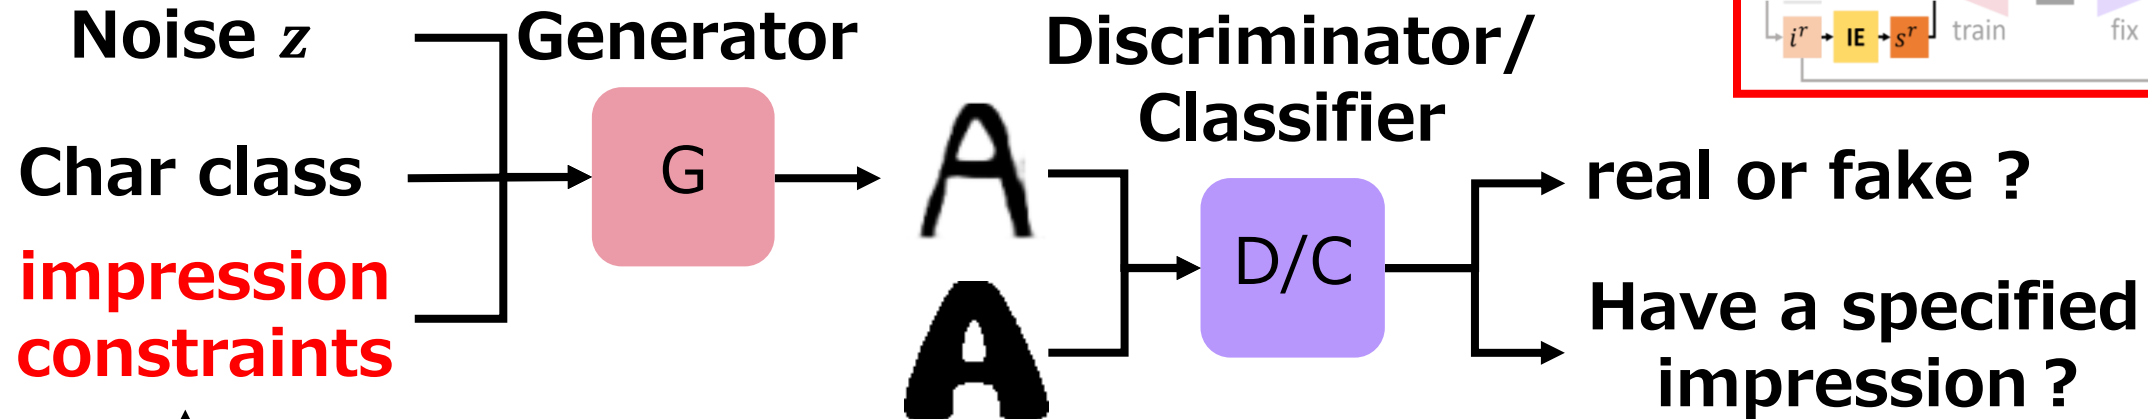 Noise z
Generator
Discriminator/
Classifier
Char class
G
A
A
impression
constraints
D/C
real or fake ?
Have a specified
impression ?
i^r
IE
s^r
train
fix